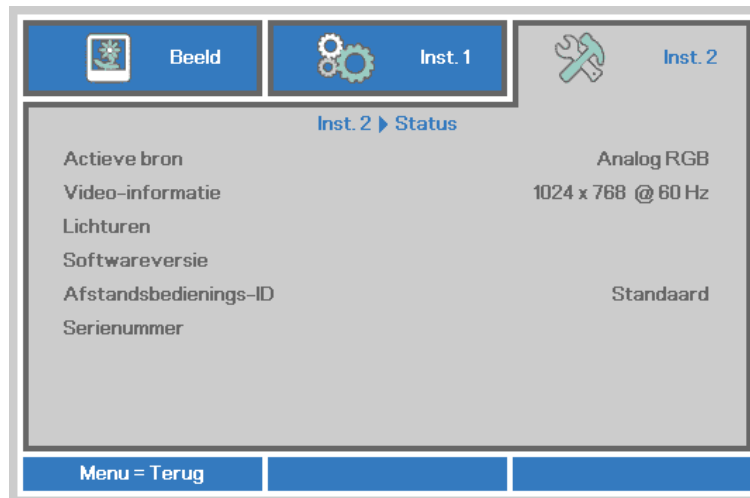 Beeld
Inst. 1
Inst. 2
Inst. 2 ▶ Status
Actieve bron Analog RGB
Video-informatie 1024 x 768 @ 60 Hz
Lichturen
Softwareversie
Afstandsbedienings-ID Standaard
Serienummer
Menu = Terug